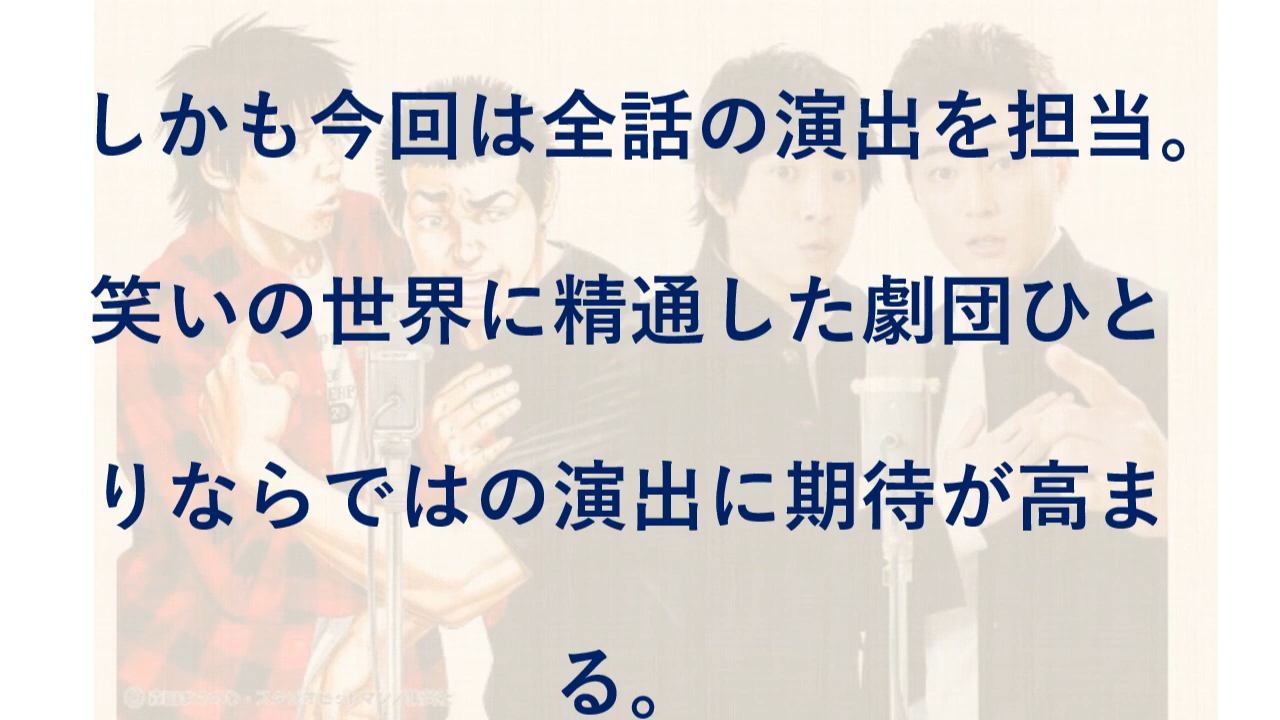 しかも今回は全話の演出を担当。
笑いの世界に精通した劇団ひと
りならではの演出に期待が高ま
る。